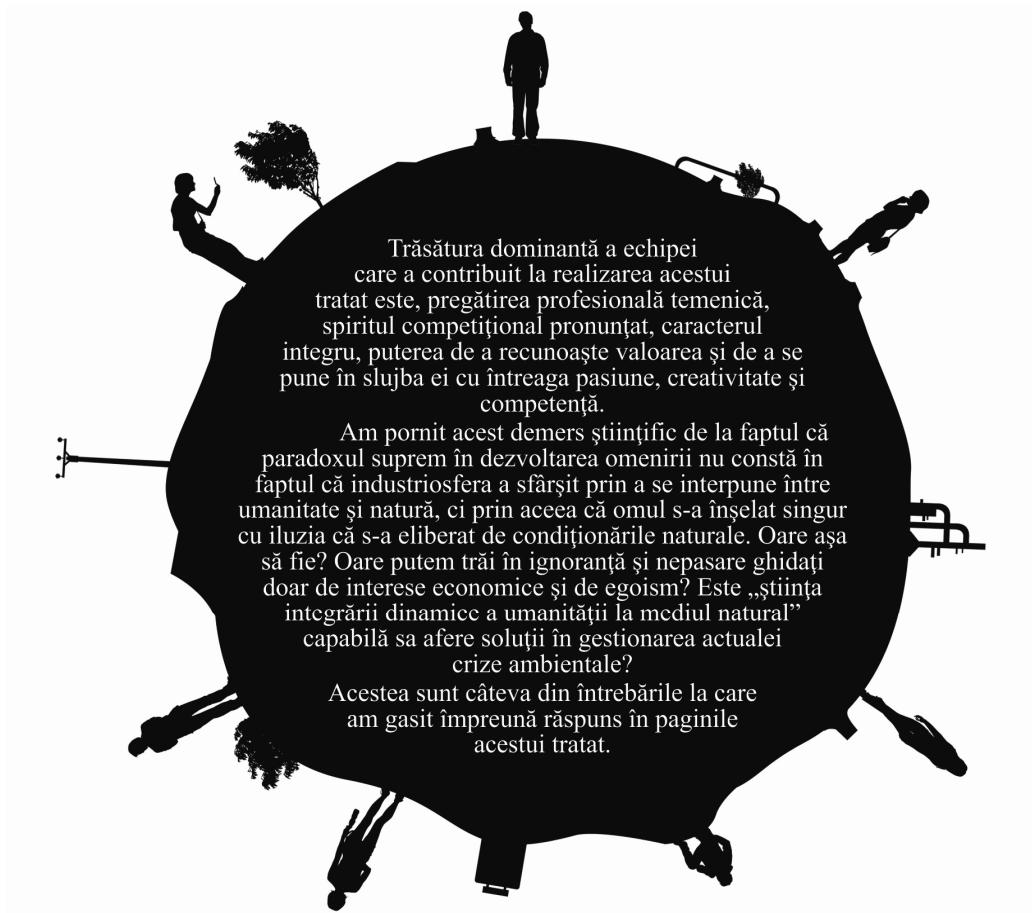 Trăsătura dominantă a echipei
care a contribuit la realizarea acestui
tratat este, pregătirea profesională temenică,
spiritul competiţional pronunţat, caracterul
integru, puterea de a recunoaşte valoarea şi de a se
pune în slujba ei cu întreaga pasiune, creativitate şi
competenţă.
Am pornit acest demers ştiinţific de la faptul că
paradoxul suprem în dezvoltarea omenirii nu constă în
faptul că industriosfera a sfârşit prin a se interpune între
umanitate şi natură, ci prin aceea că omul s-a înşelat singur
cu iluzia că s-a eliberat de condiţionările naturale. Oare aşa
să fie? Oare putem trăi în ignoranţă şi nepasare ghidaţi
doar de interese economice şi de egoism? Este „ştiinţa
integrării dinamice a umanităţii la mediul natural”
capabilă sa afere soluţii în gestionarea actualei
crize ambientale?
Acestea sunt câteva din întrebările la care
am gasit împreună răspuns în paginile
acestui tratat.